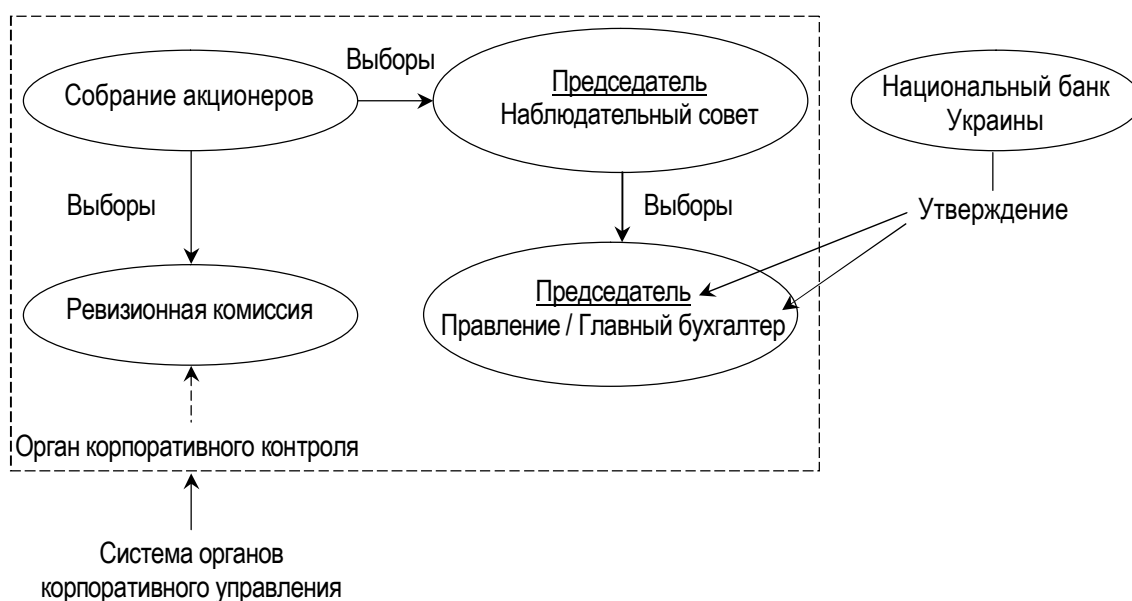 Выборы
Собрание акционеров
Председатель
Наблюдательный совет
Национальный банк
Украины
Выборы
Выборы
Утверждение
Ревизионная комиссия
Председатель
Правление / Главный бухгалтер
Орган корпоративного контроля
Система органов
корпоративного управления